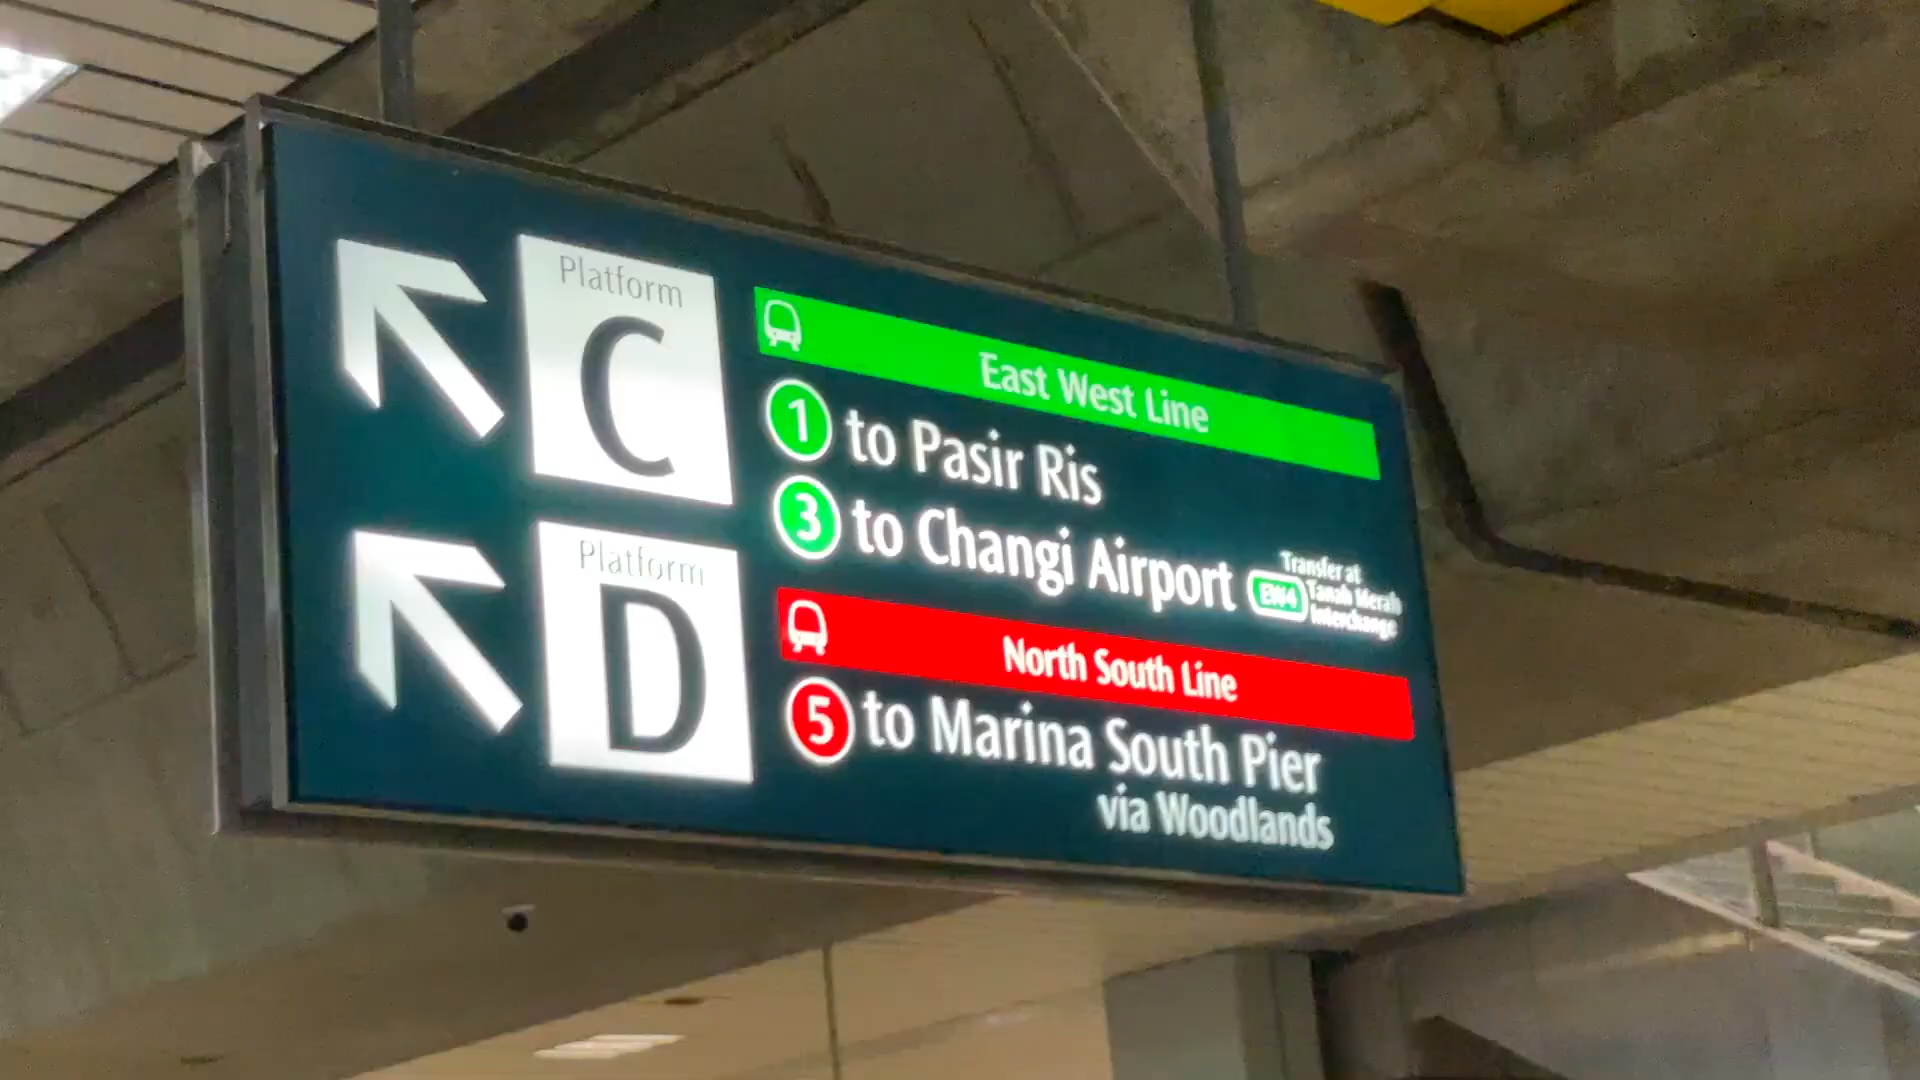 Platform
C
East West Line
1 to Pasir Ris
3 to Changi Airport
EW4
Transfer at
Tanah Merah
Interchange
Platform
D
North South Line
5 to Marina South Pier
via Woodlands